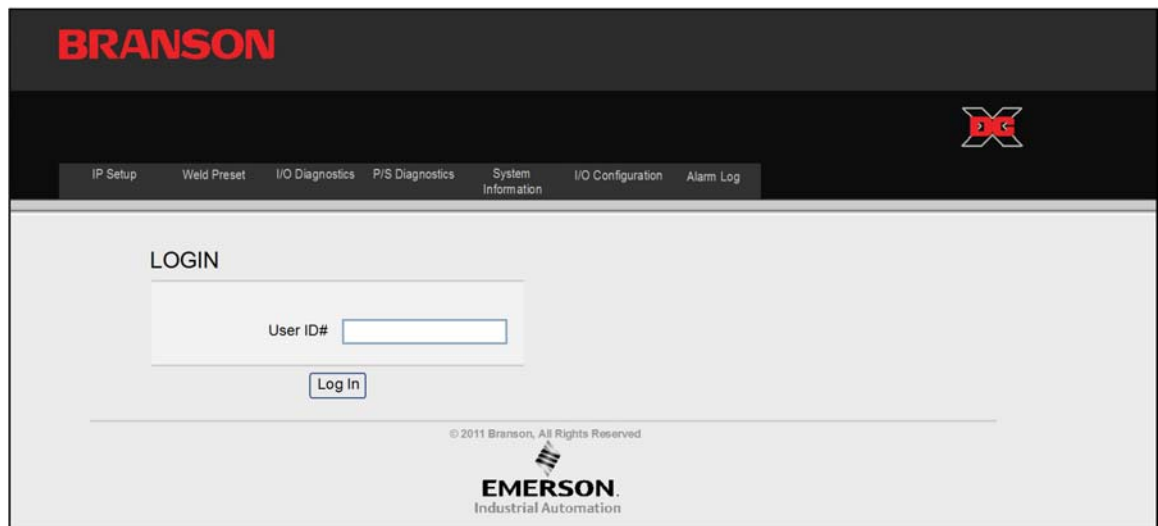 BRANSON
DCX
IP Setup Weld Preset I/O Diagnostics P/S Diagnostics System Information I/O Configuration Alarm Log
LOGIN
User ID#
Log In
© 2011 Branson, All Rights Reserved
EMERSON.
Industrial Automation